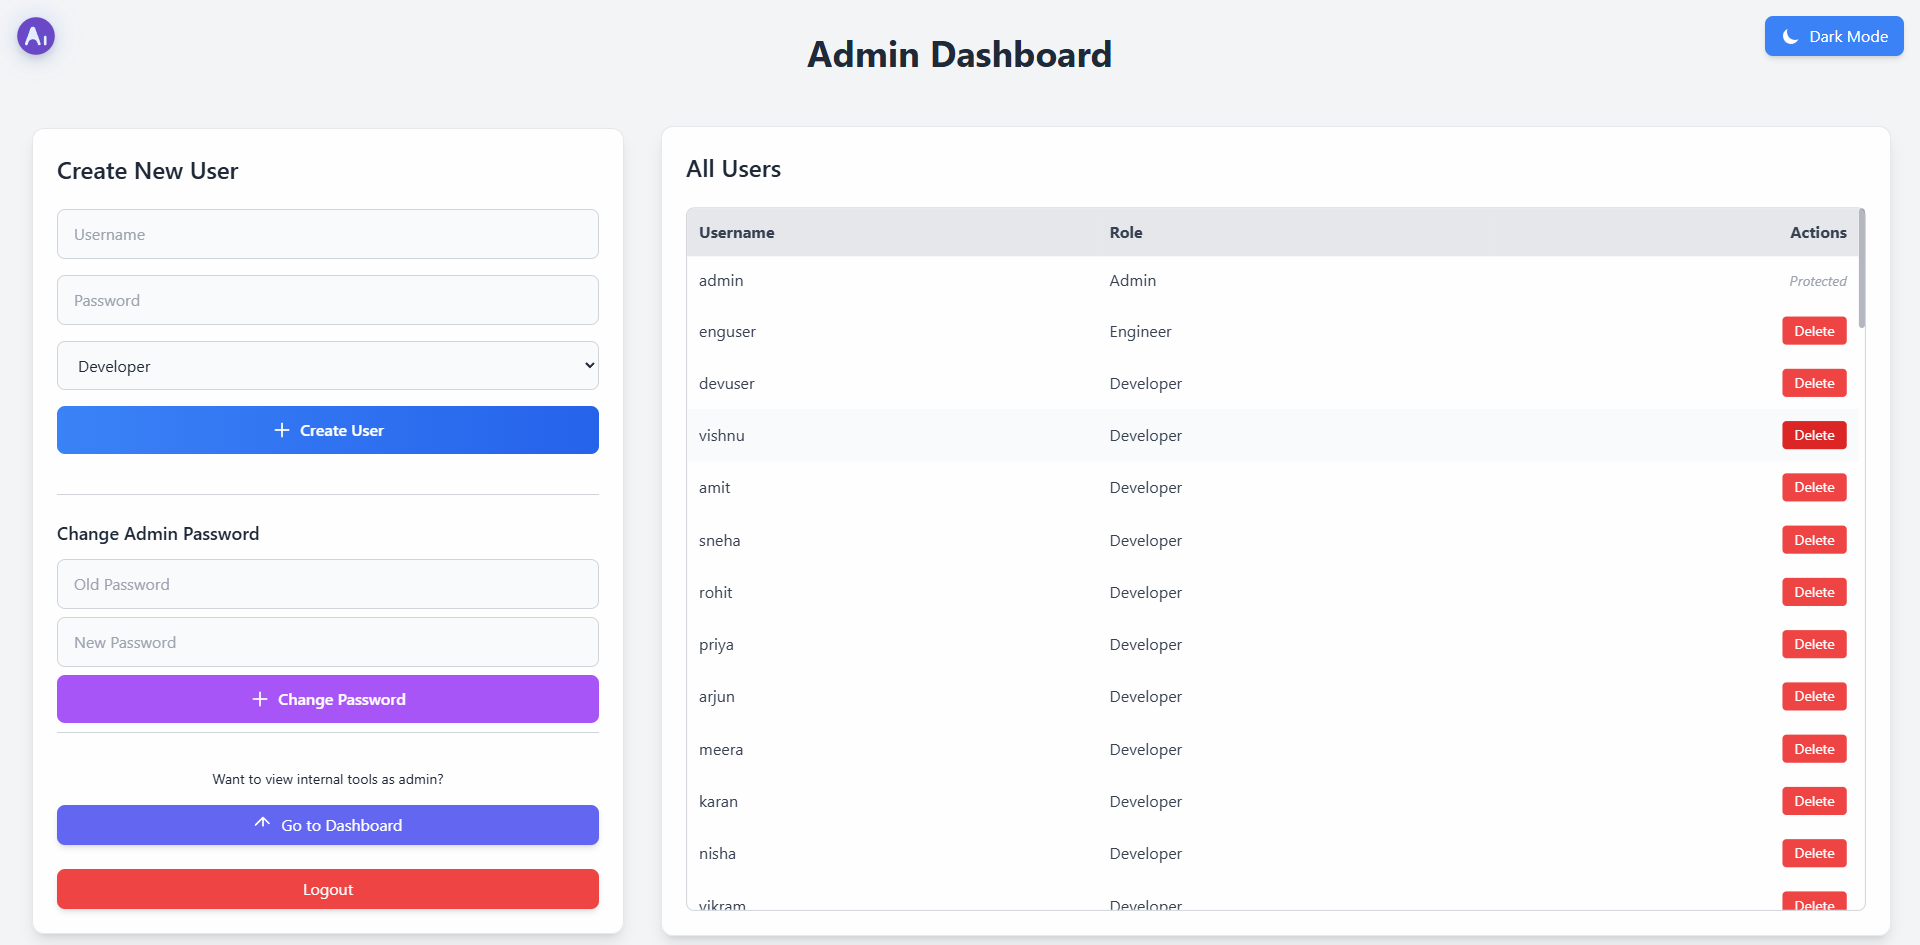 Aı
Admin Dashboard
Dark Mode
Create New User
Username
Password
Developer
Create User
Change Admin Password
Old Password
New Password
Change Password
Want to view internal tools as admin?
Go to Dashboard
Logout
All Users
Username Role Actions
admin Admin Protected
enguser Engineer Delete
devuser Developer Delete
vishnu Developer Delete
amit Developer Delete
sneha Developer Delete
rohit Developer Delete
priya Developer Delete
arjun Developer Delete
meera Developer Delete
karan Developer Delete
nisha Developer Delete
vikram Developer Delete